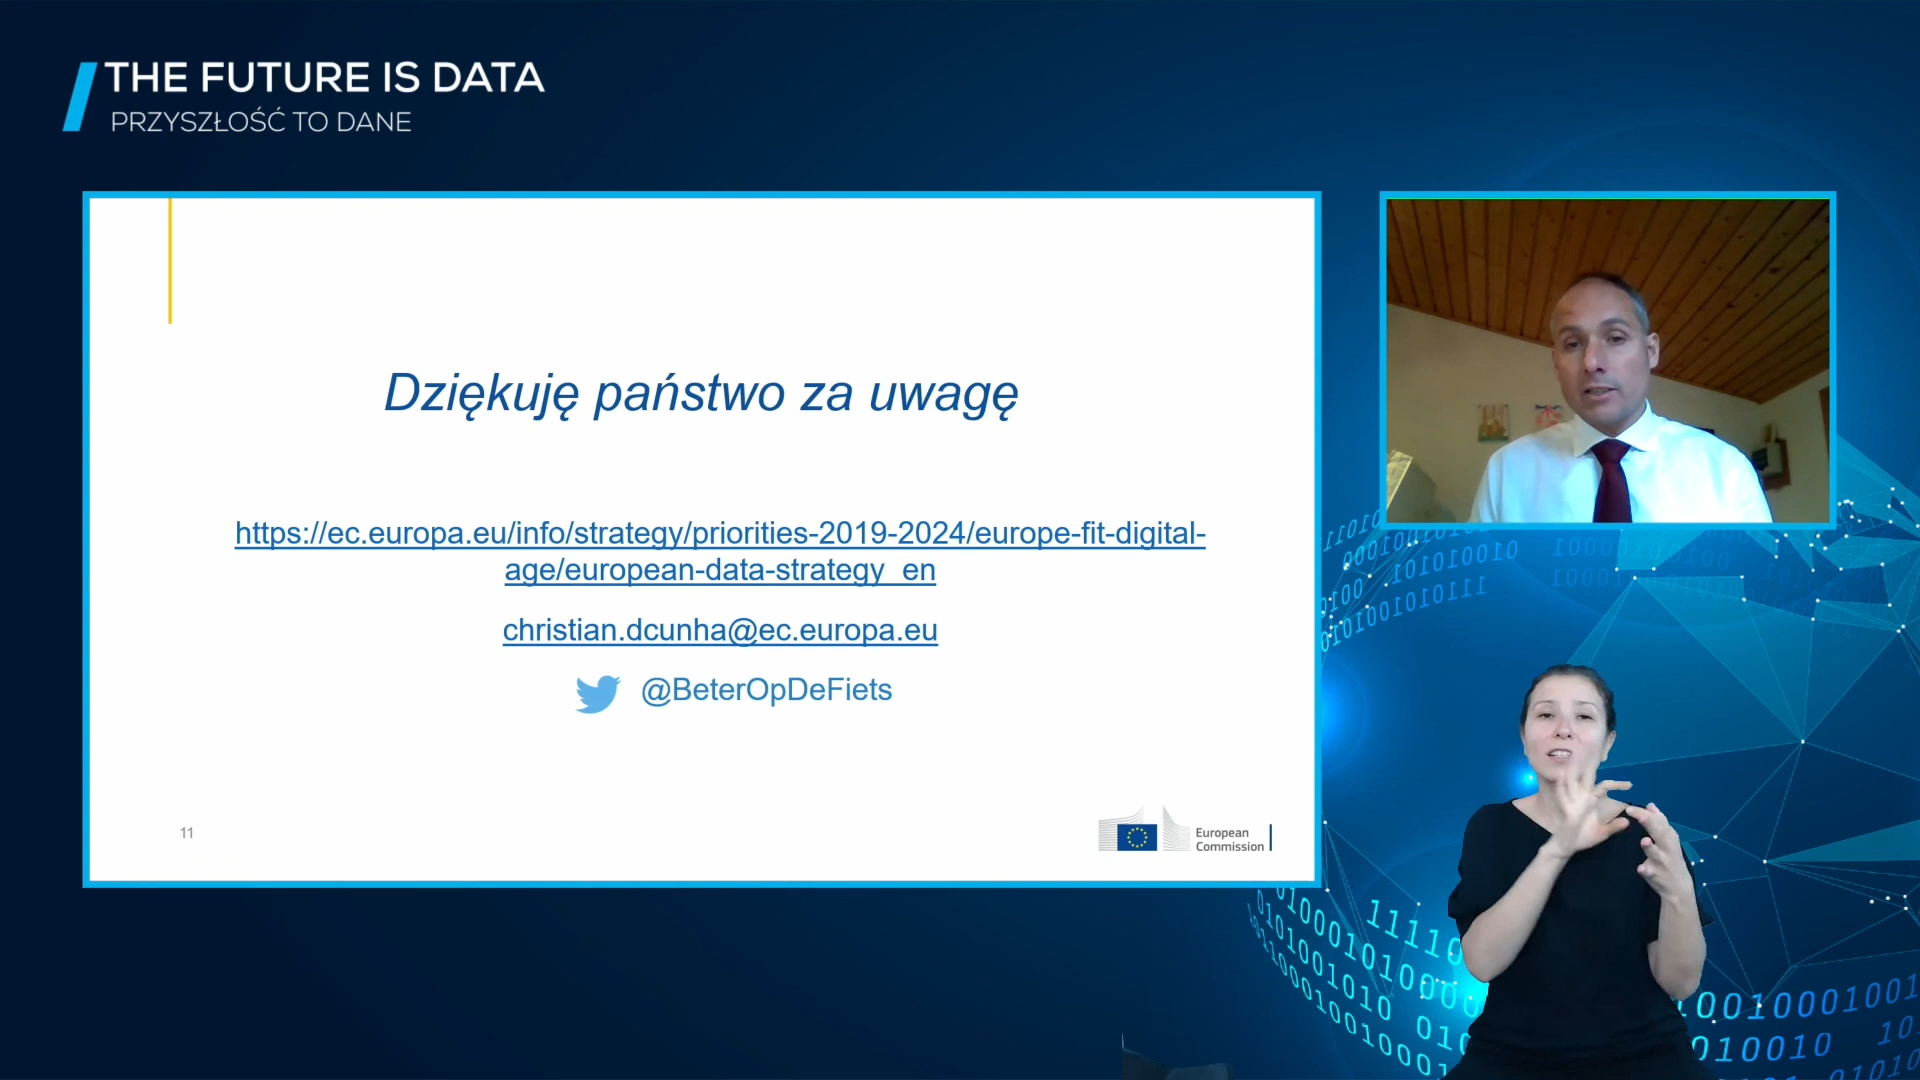 THE FUTURE IS DATA
PRZYSZŁOŚĆ TO DANE
Dziękuję państwo za uwagę
https://ec.europa.eu/info/strategy/priorities-2019-2024/europe-fit-digital-
age/european-data-strategy_en
christian.dcunha@ec.europa.eu
@BeterOpDeFiets
11
European
Commission